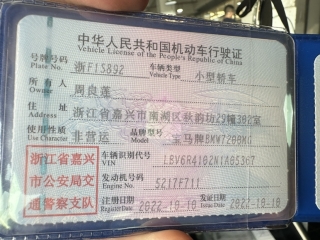 中华人民共和国机动车行驶证
Vehicle License of the People's Republic of China
号牌号码 浙F15892 车辆类型 小型轿车
Plate No. Vehicle Type
所有人 周良莲
Owner
住址 浙江省嘉兴市南湖区秋韵坊29幢302室
Address
使用性质 非营运 品牌型号 宝马牌BMW7200MG
Use Character Model
浙江省嘉兴
市公安局交
通警察支队
车辆识别代号 LBV6R4102N
VIN
发动机号码 5217F711
Engine No.
注册日期 2022-10-18 发证日期 2022-10-18
Register Date Issue Date